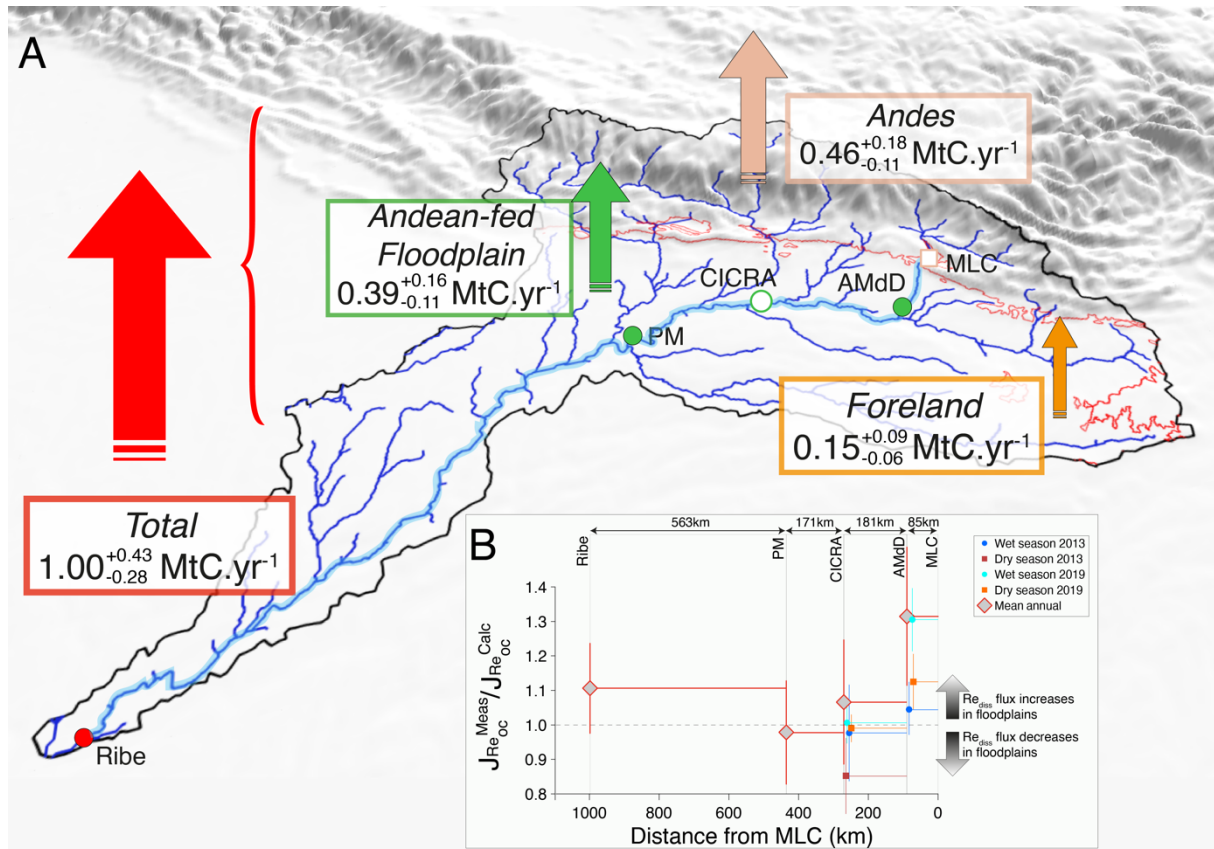 A
Andes
0.46 +0.18 -0.11 MtC.yr-1
Andean-fed
Floodplain
0.39 +0.16 -0.11 MtC.yr-1
CICRA
AMdD
MLC
PM
Foreland
0.15 +0.09 -0.06 MtC.yr-1
Total
1.00 +0.43 -0.28 MtC.yr-1
Ribe
B
563km
171km
181km
85km
Ribe
PM
CICRA
AMdD
MLC
Wet season 2013
Dry season 2013
Wet season 2019
Dry season 2019
Mean annual
1.4
1.3
1.2
1.1
1.0
0.9
0.8
JReoc Meas/JReoc Calc
Rediss flux increases
in floodplains
Rediss flux decreases
in floodplains
1000
800
600
400
200
0
Distance from MLC (km)